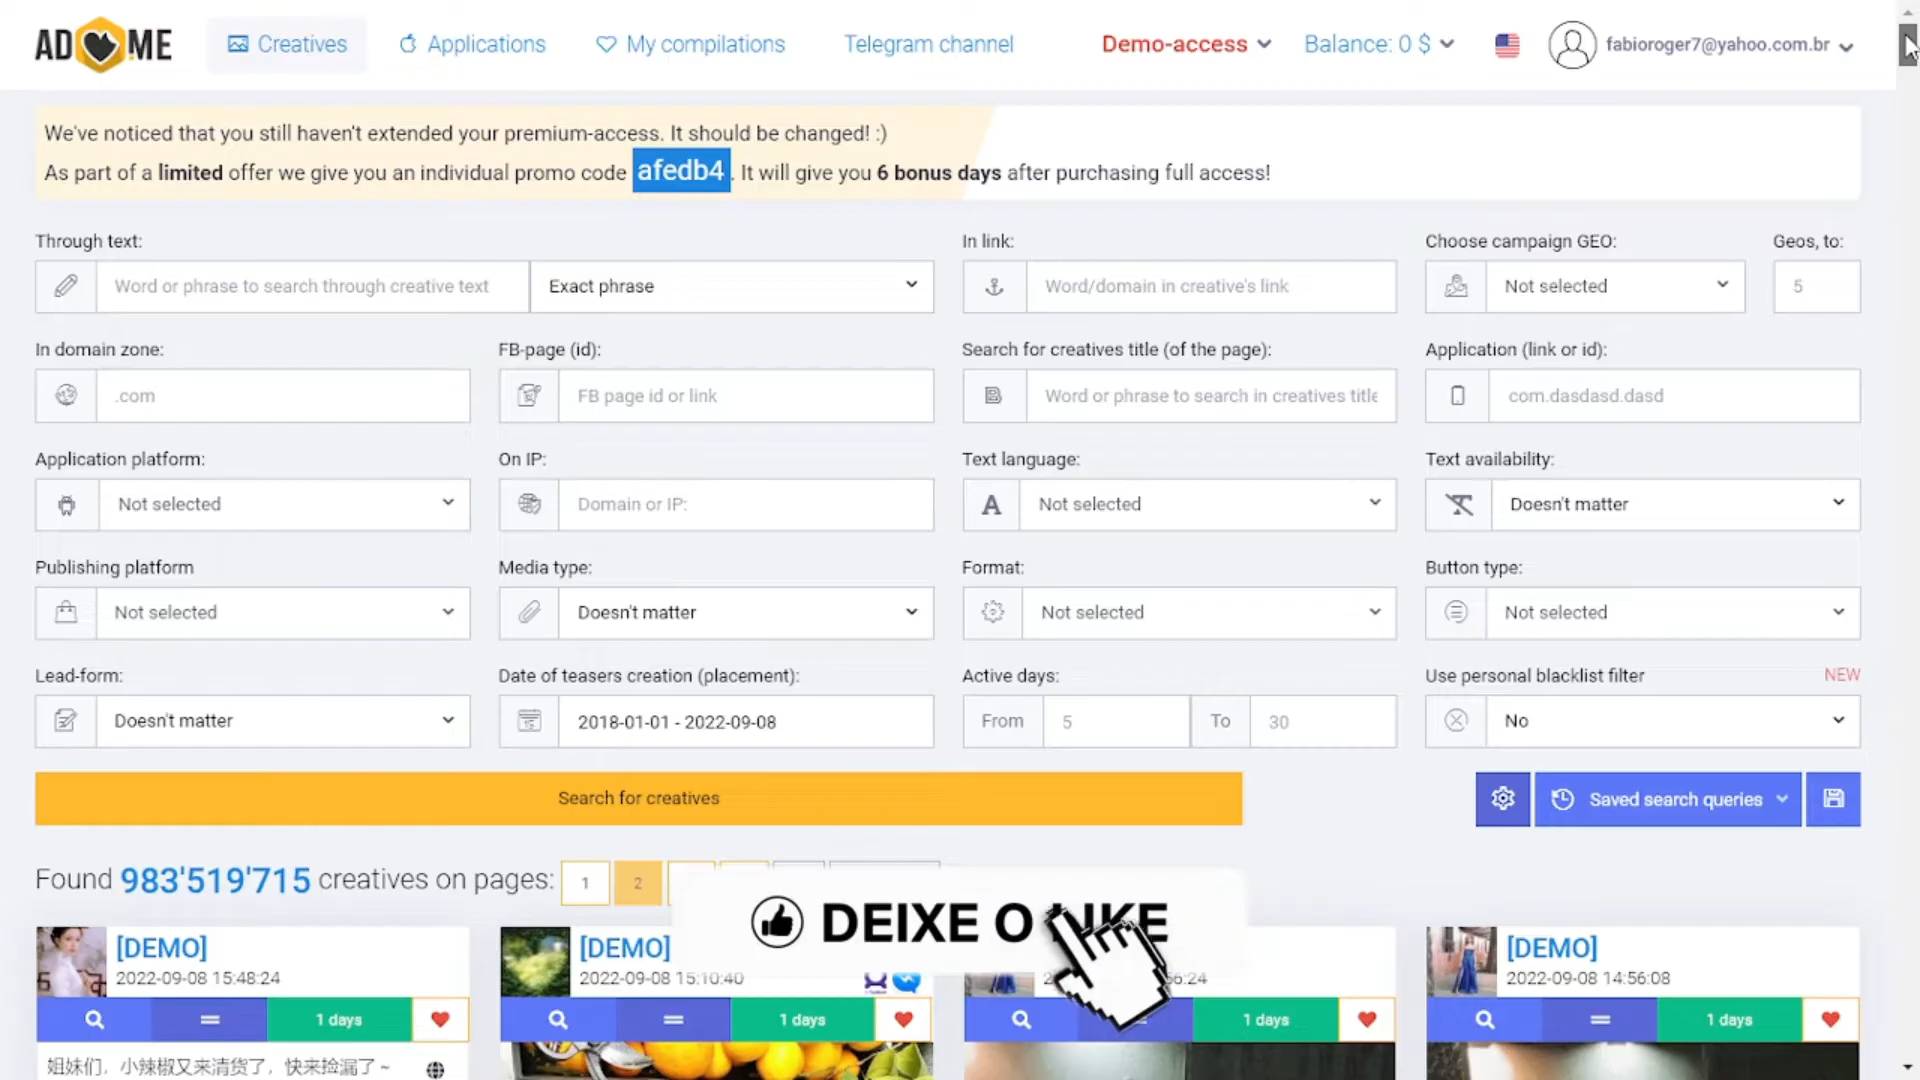 AD ME
Creatives
Applications
My compilations
Telegram channel
Demo-access
Balance: 0 $
fabioroger7@yahoo.com.br
We've noticed that you still haven't extended your premium-access. It should be changed! :)
As part of a limited offer we give you an individual promo code afedb4. It will give you 6 bonus days after purchasing full access!
Through text:
In link:
Choose campaign GEO:
Geos, to:
Word or phrase to search through creative text
Exact phrase
Word/domain in creative's link
Not selected
5
In domain zone:
FB-page (id):
Search for creatives title (of the page):
Application (link or id):
.com
FB page id or link
Word or phrase to search in creatives title
com.dasdasd.dasd
Application platform:
On IP:
Text language:
Text availability:
Not selected
Domain or IP:
Not selected
Doesn't matter
Publishing platform
Media type:
Format:
Button type:
Not selected
Doesn't matter
Not selected
Not selected
Lead-form:
Date of teasers creation (placement):
Active days:
Use personal blacklist filter
NEW
Doesn't matter
2018-01-01 - 2022-09-08
From
5
To
30
No
Search for creatives
Saved search queries
Found 983'519'715 creatives on pages:
1
2
DEIXE O LIKE
[DEMO]
2022-09-08 15:48:24
[DEMO]
2022-09-08 15:10:40
56:24
[DEMO]
2022-09-08 14:56:08
1 days
1 days
1 days
1 days
姐妹们，小辣椒又来清货了，快来捡漏了~